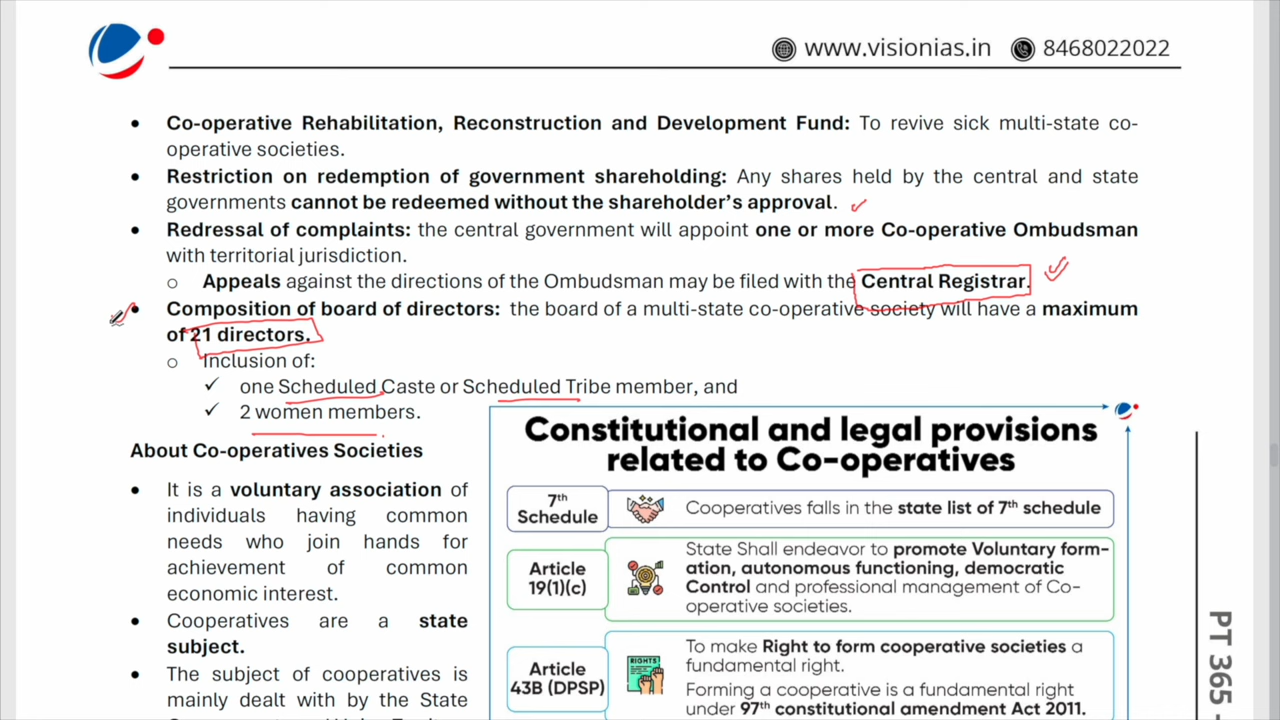 www.visionias.in 8468022022
• Co-operative Rehabilitation, Reconstruction and Development Fund: To revive sick multi-state co-
operative societies.
• Restriction on redemption of government shareholding: Any shares held by the central and state
governments cannot be redeemed without the shareholder's approval.
• Redressal of complaints: the central government will appoint one or more Co-operative Ombudsman
with territorial jurisdiction.
o Appeals against the directions of the Ombudsman may be filed with the Central Registrar.
• Composition of board of directors: the board of a multi-state co-operative society will have a maximum
of 21 directors.
o Inclusion of:
✓ one Scheduled Caste or Scheduled Tribe member, and
✓ 2 women members.
About Co-operatives Societies
• It is a voluntary association of
individuals having common
needs who join hands for
achievement of common
economic interest.
• Cooperatives are a state
subject.
• The subject of cooperatives is
mainly dealt with by the State
Constitutional and legal provisions
related to Co-operatives
7th
Schedule
Cooperatives falls in the state list of 7th schedule
Article
19(1)(c)
State Shall endeavor to promote Voluntary form-
ation, autonomous functioning, democratic
Control and professional management of Co-
operative societies.
Article
43B (DPSP)
RIGHTS
To make Right to form cooperative societies a
fundamental right.
Forming a cooperative is a fundamental right
under 97th constitutional amendment Act 2011.
PT 365 -